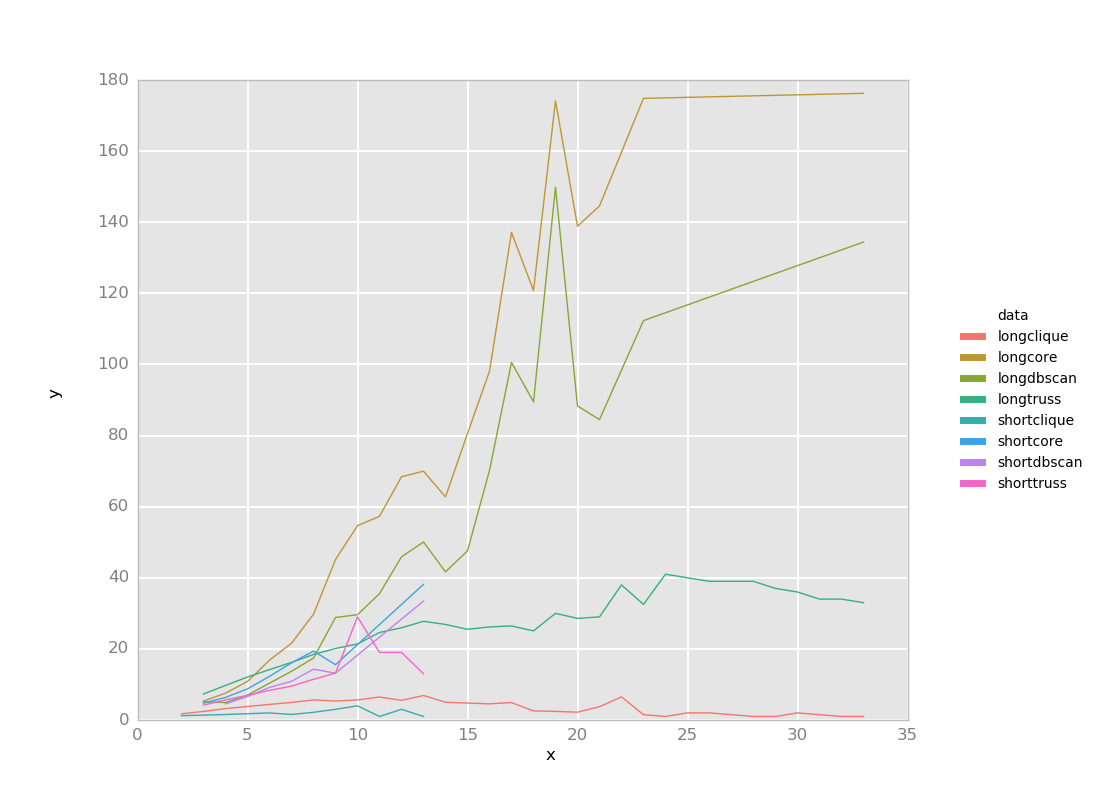 180
160
140
120
100
80
60
40
20
0
0 5 10 15 20 25 30 35
x
y
data
longclique
longcore
longdbscan
longtruss
shortclique
shortcore
shortdbscan
shorttruss